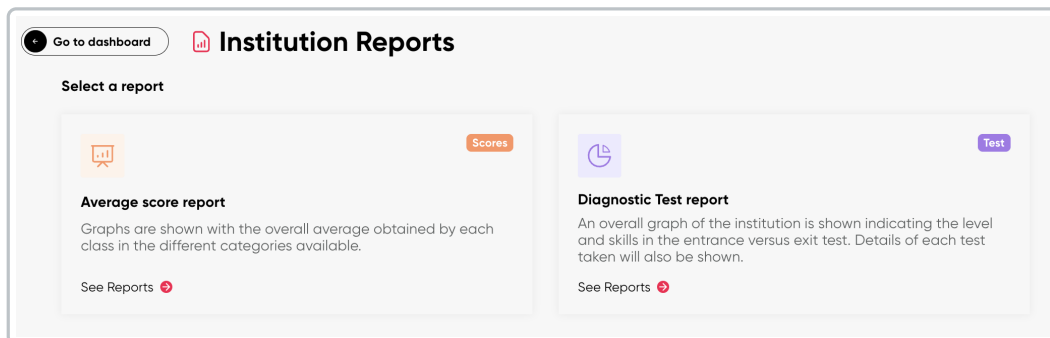 Go to dashboard
Institution Reports
Select a report
Scores
Average score report
Graphs are shown with the overall average obtained by each
class in the different categories available.
See Reports
Test
Diagnostic Test report
An overall graph of the institution is shown indicating the level
and skills in the entrance versus exit test. Details of each test
taken will also be shown.
See Reports